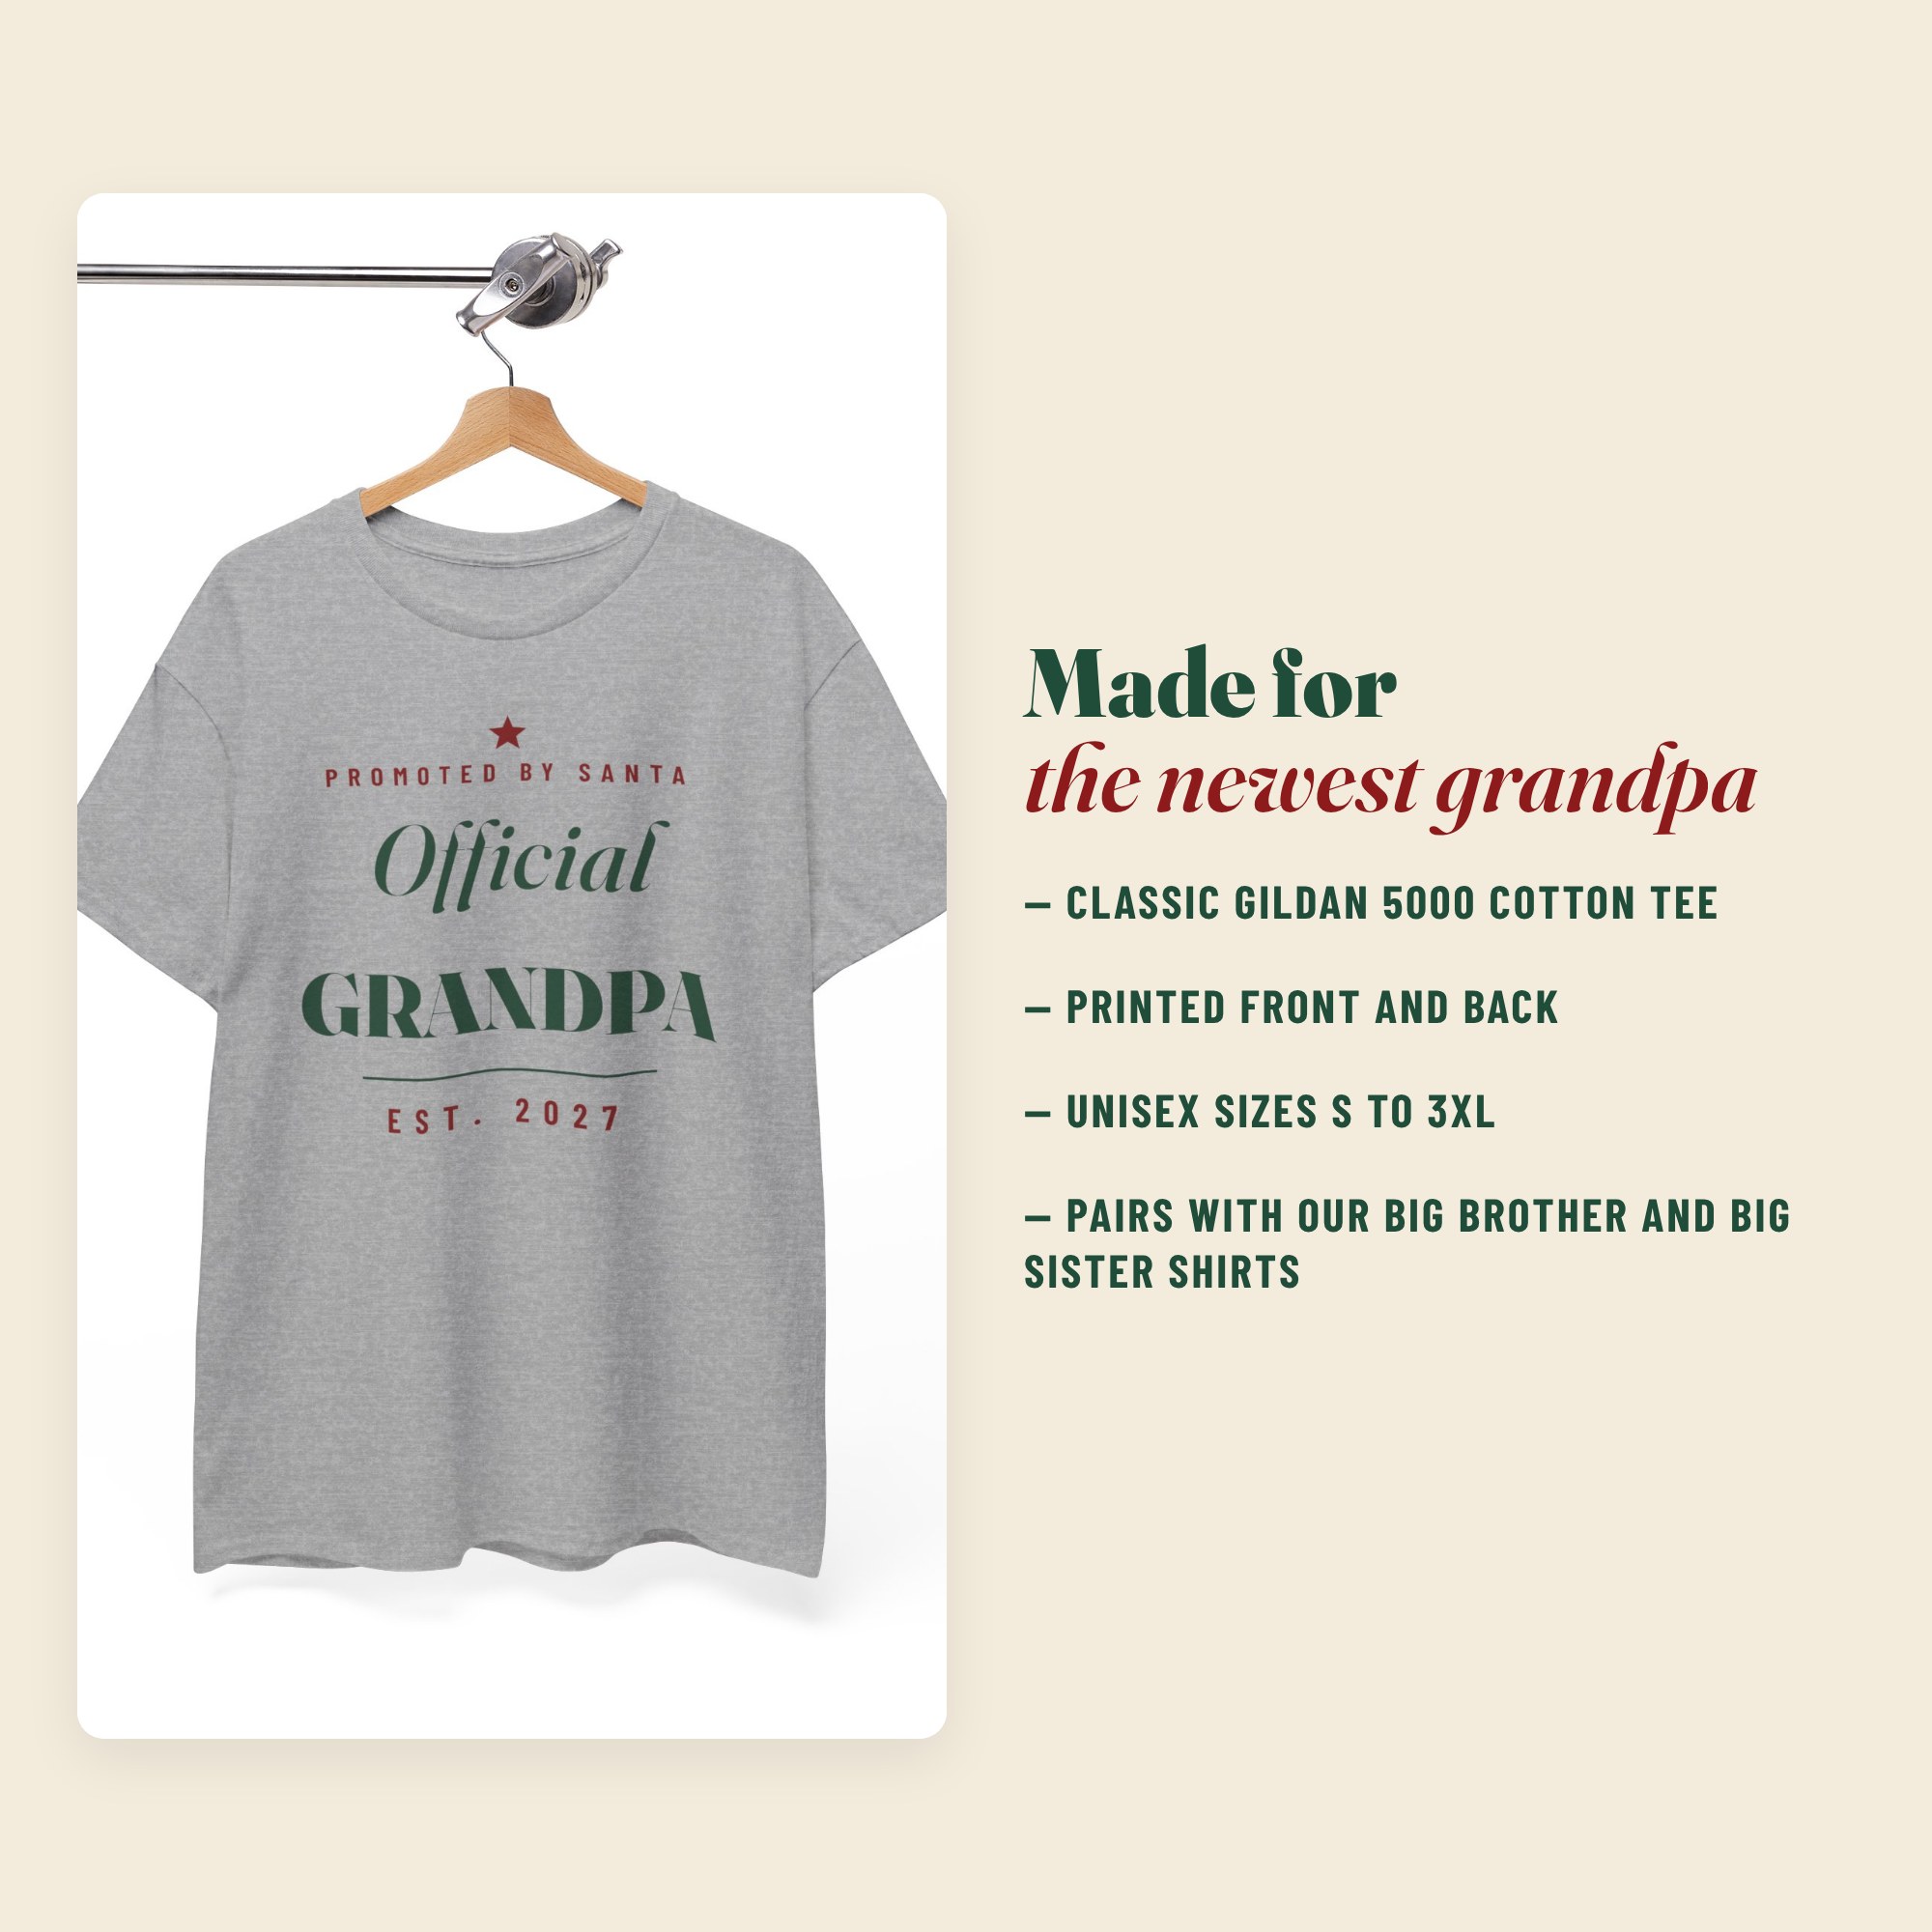 PROMOTED BY SANTA
Official
GRANDPA
EST. 2027
Made for
the newest grandpa
– CLASSIC GILDAN 5000 COTTON TEE
– PRINTED FRONT AND BACK
– UNISEX SIZES S TO 3XL
– PAIRS WITH OUR BIG BROTHER AND BIG
SISTER SHIRTS